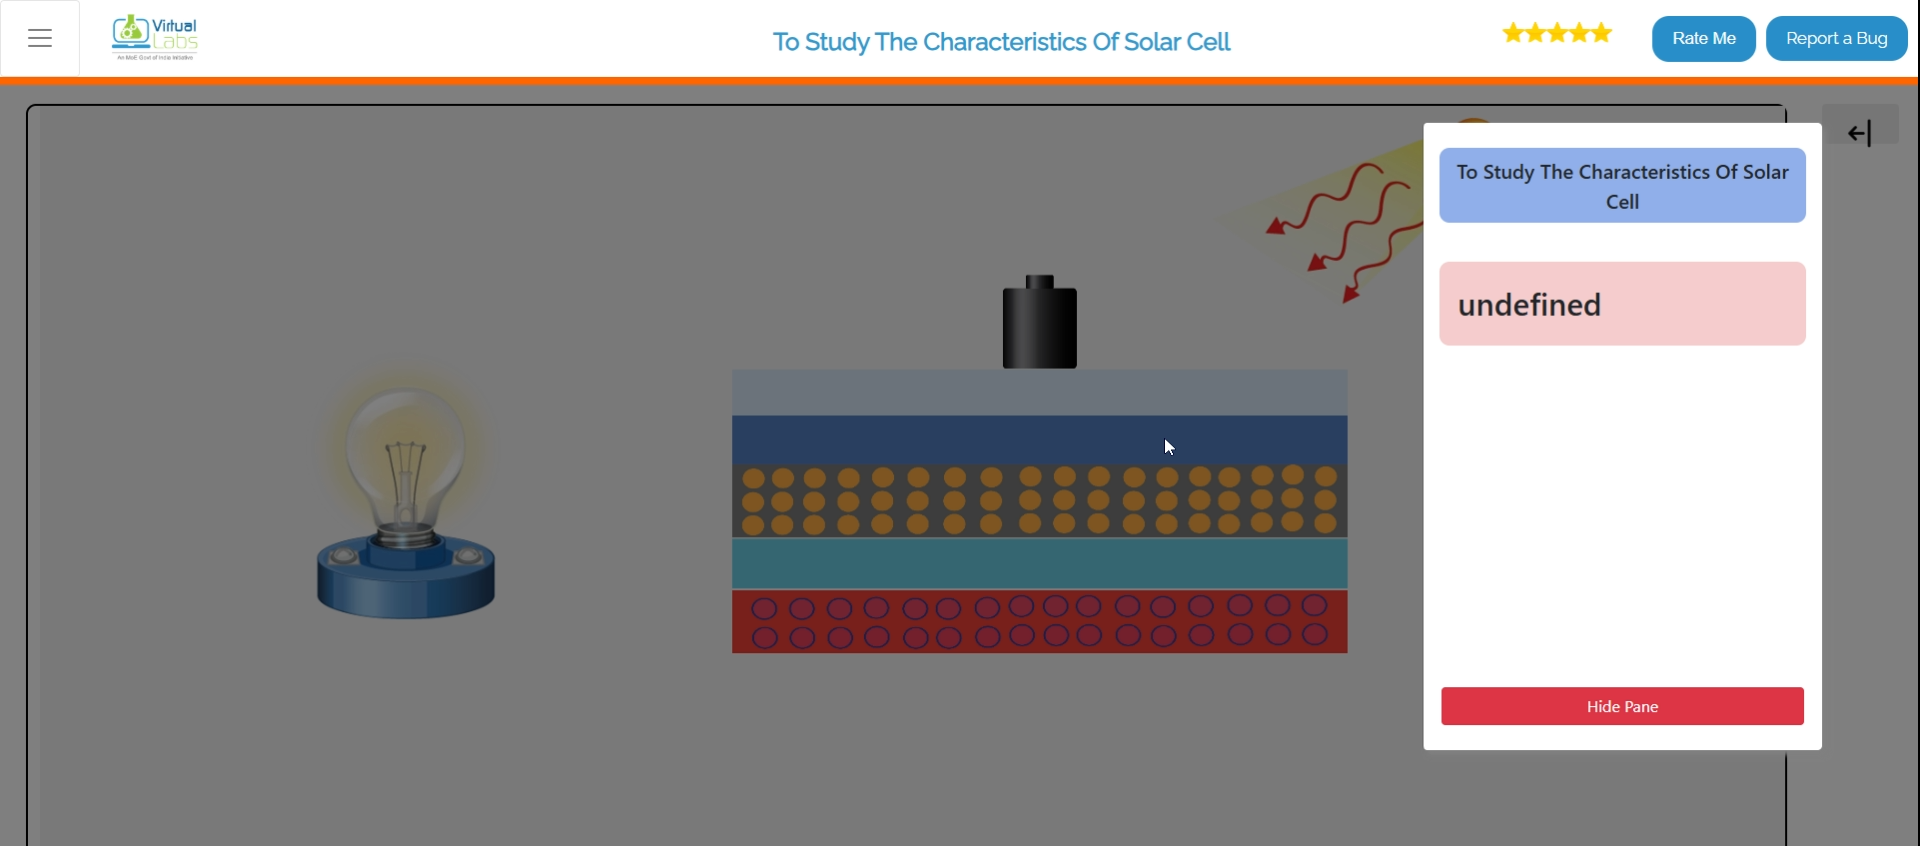 Virtual
Labs
An MoE Govt of India Initiative
To Study The Characteristics Of Solar Cell
Rate Me
Report a Bug
To Study The Characteristics Of Solar
Cell
undefined
Hide Pane